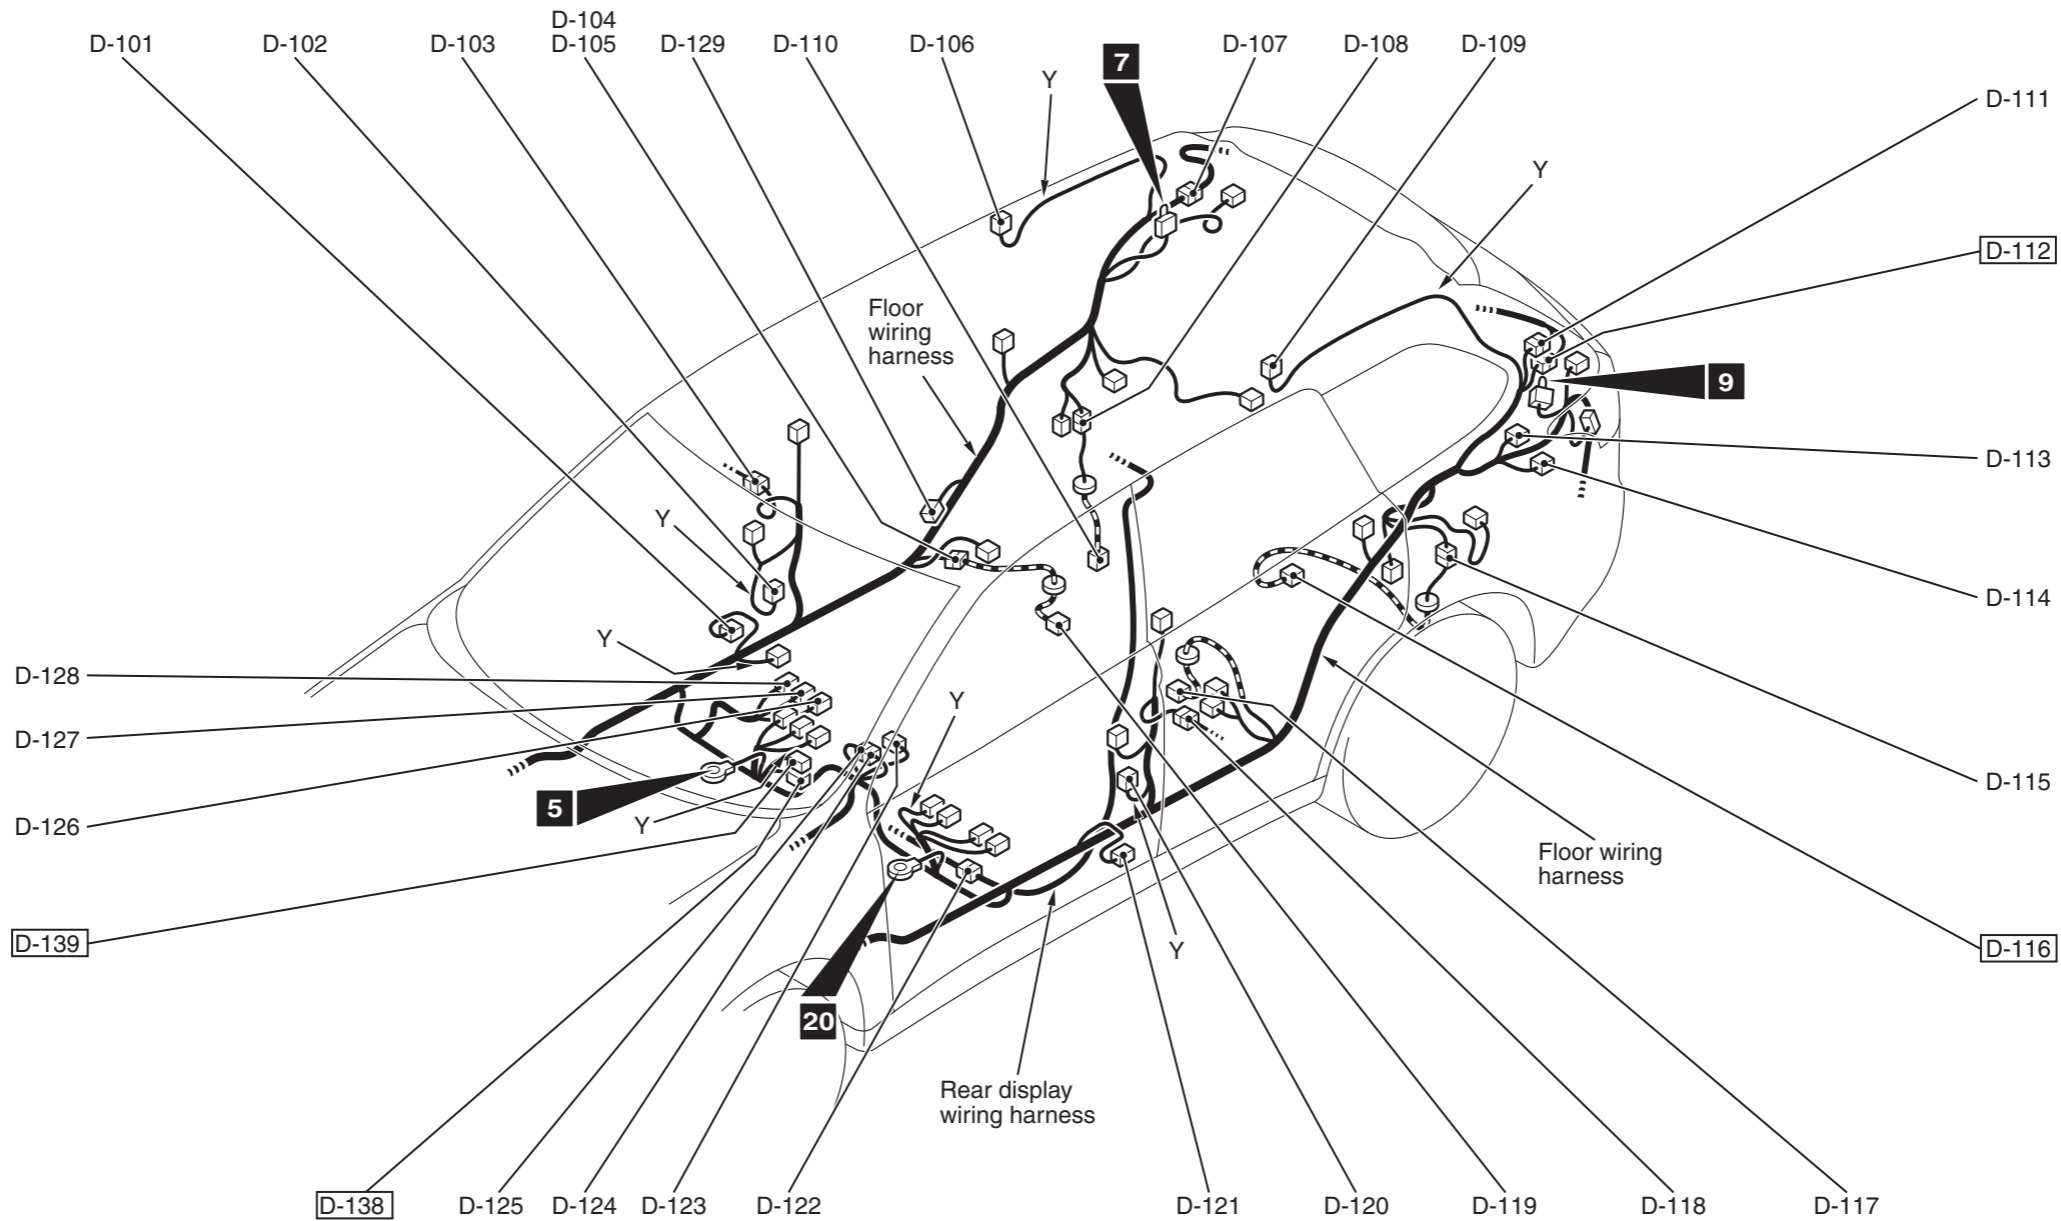 D-104
D-101 D-102 D-103 D-105 D-129 D-110 D-106 7 D-107 D-108 D-109
Y
D-111
Y
D-112
Floor
wiring
harness
9
D-113
Y
D-114
Y
D-128
Y
D-127
D-115
5
Y
D-126
Floor wiring
harness
D-139
Y
D-116
20
Rear display
wiring harness
D-138 D-125 D-124 D-123 D-122 D-121 D-120 D-119 D-118 D-117